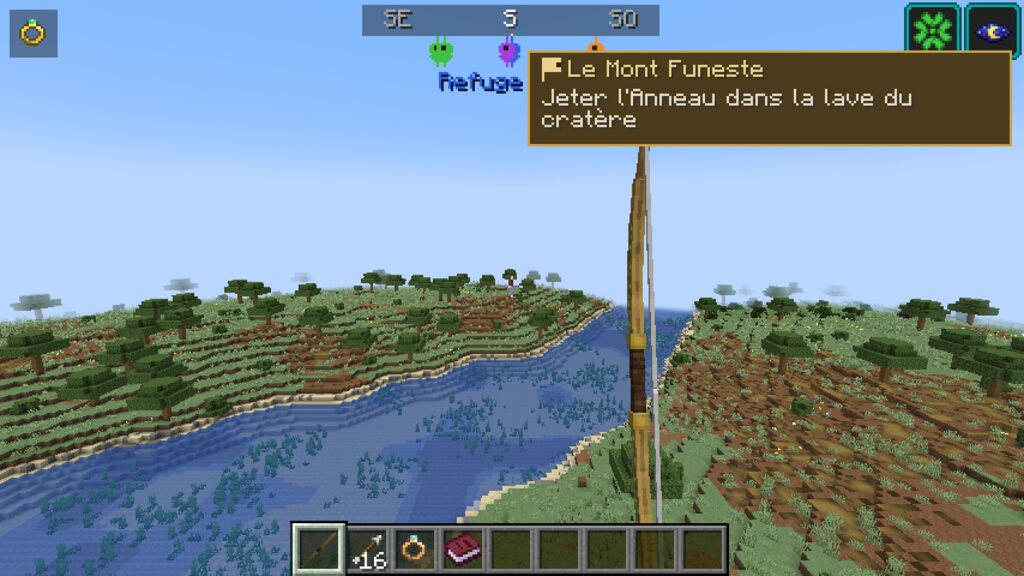 SE S SO
Refuge
Le Mont Funeste
Jeter l'Anneau dans la lave du
cratère
+16